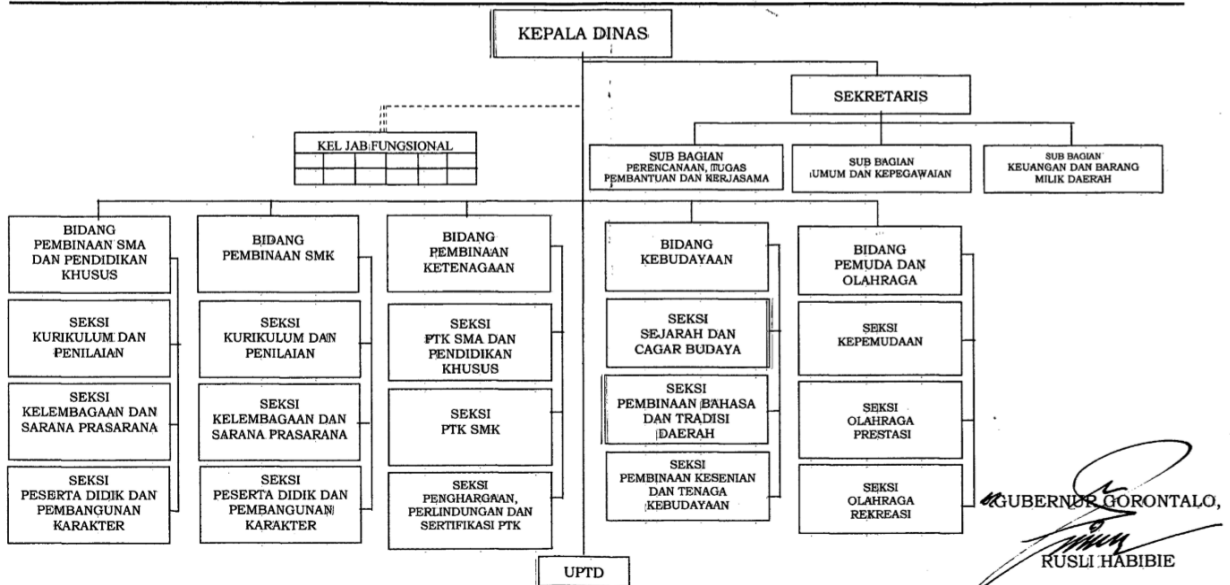 KEPALA DINAS
SEKRETARIS
KEL JAB FUNGSIONAL
SUB BAGIAN
PERENCANAAN, TUGAS
PEMBANTUAN DAN KERJASAMA
SUB BAGIAN
UMUM DAN KEPEGAWAIAN
SUB BAGIAN
KEUANGAN DAN BARANG
MILIK DAERAH
BIDANG
PEMBINAAN SMA
DAN PENDIDIKAN
KHUSUS
SEKSI
KURIKULUM DAN
PENILAIAN
SEKSI
KELEMBAGAAN DAN
SARANA PRASARANA
SEKSI
PESERTA DIDIK DAN
PEMBANGUNAN
KARAKTER
BIDANG
PEMBINAAN SMK
SEKSI
KURIKULUM DAN
PENILAIAN
SEKSI
KELEMBAGAAN DAN
SARANA PRASARANA
SEKSI
PESERTA DIDIK DAN
PEMBANGUNAN
KARAKTER
BIDANG
PEMBINAAN
KETENAGAAN
SEKSI
PTK SMA DAN
PENDIDIKAN
KHUSUS
SEKSI
PTK SMK
SEKSI
PENGHARGAAN,
PERLINDUNGAN DAN
SERTIFIKASI PTK
BIDANG
KEBUDAYAAN
SEKSI
SEJARAH DAN
CAGAR BUDAYA
SEKSI
PEMBINAAN BAHASA
DAN TRADISI
DAERAH
SEKSI
PEMBINAAN KESENIAN
DAN TENAGA
KEBUDAYAAN
BIDANG
PEMUDA DAN
OLAHRAGA
SEKSI
KEPEMUDAAN
SEKSI
OLAHRAGA
PRESTASI
SEKSI
OLAHRAGA
REKREASI
UPTD
GUBERNUR GORONTALO,
RUSLI HABIBIE